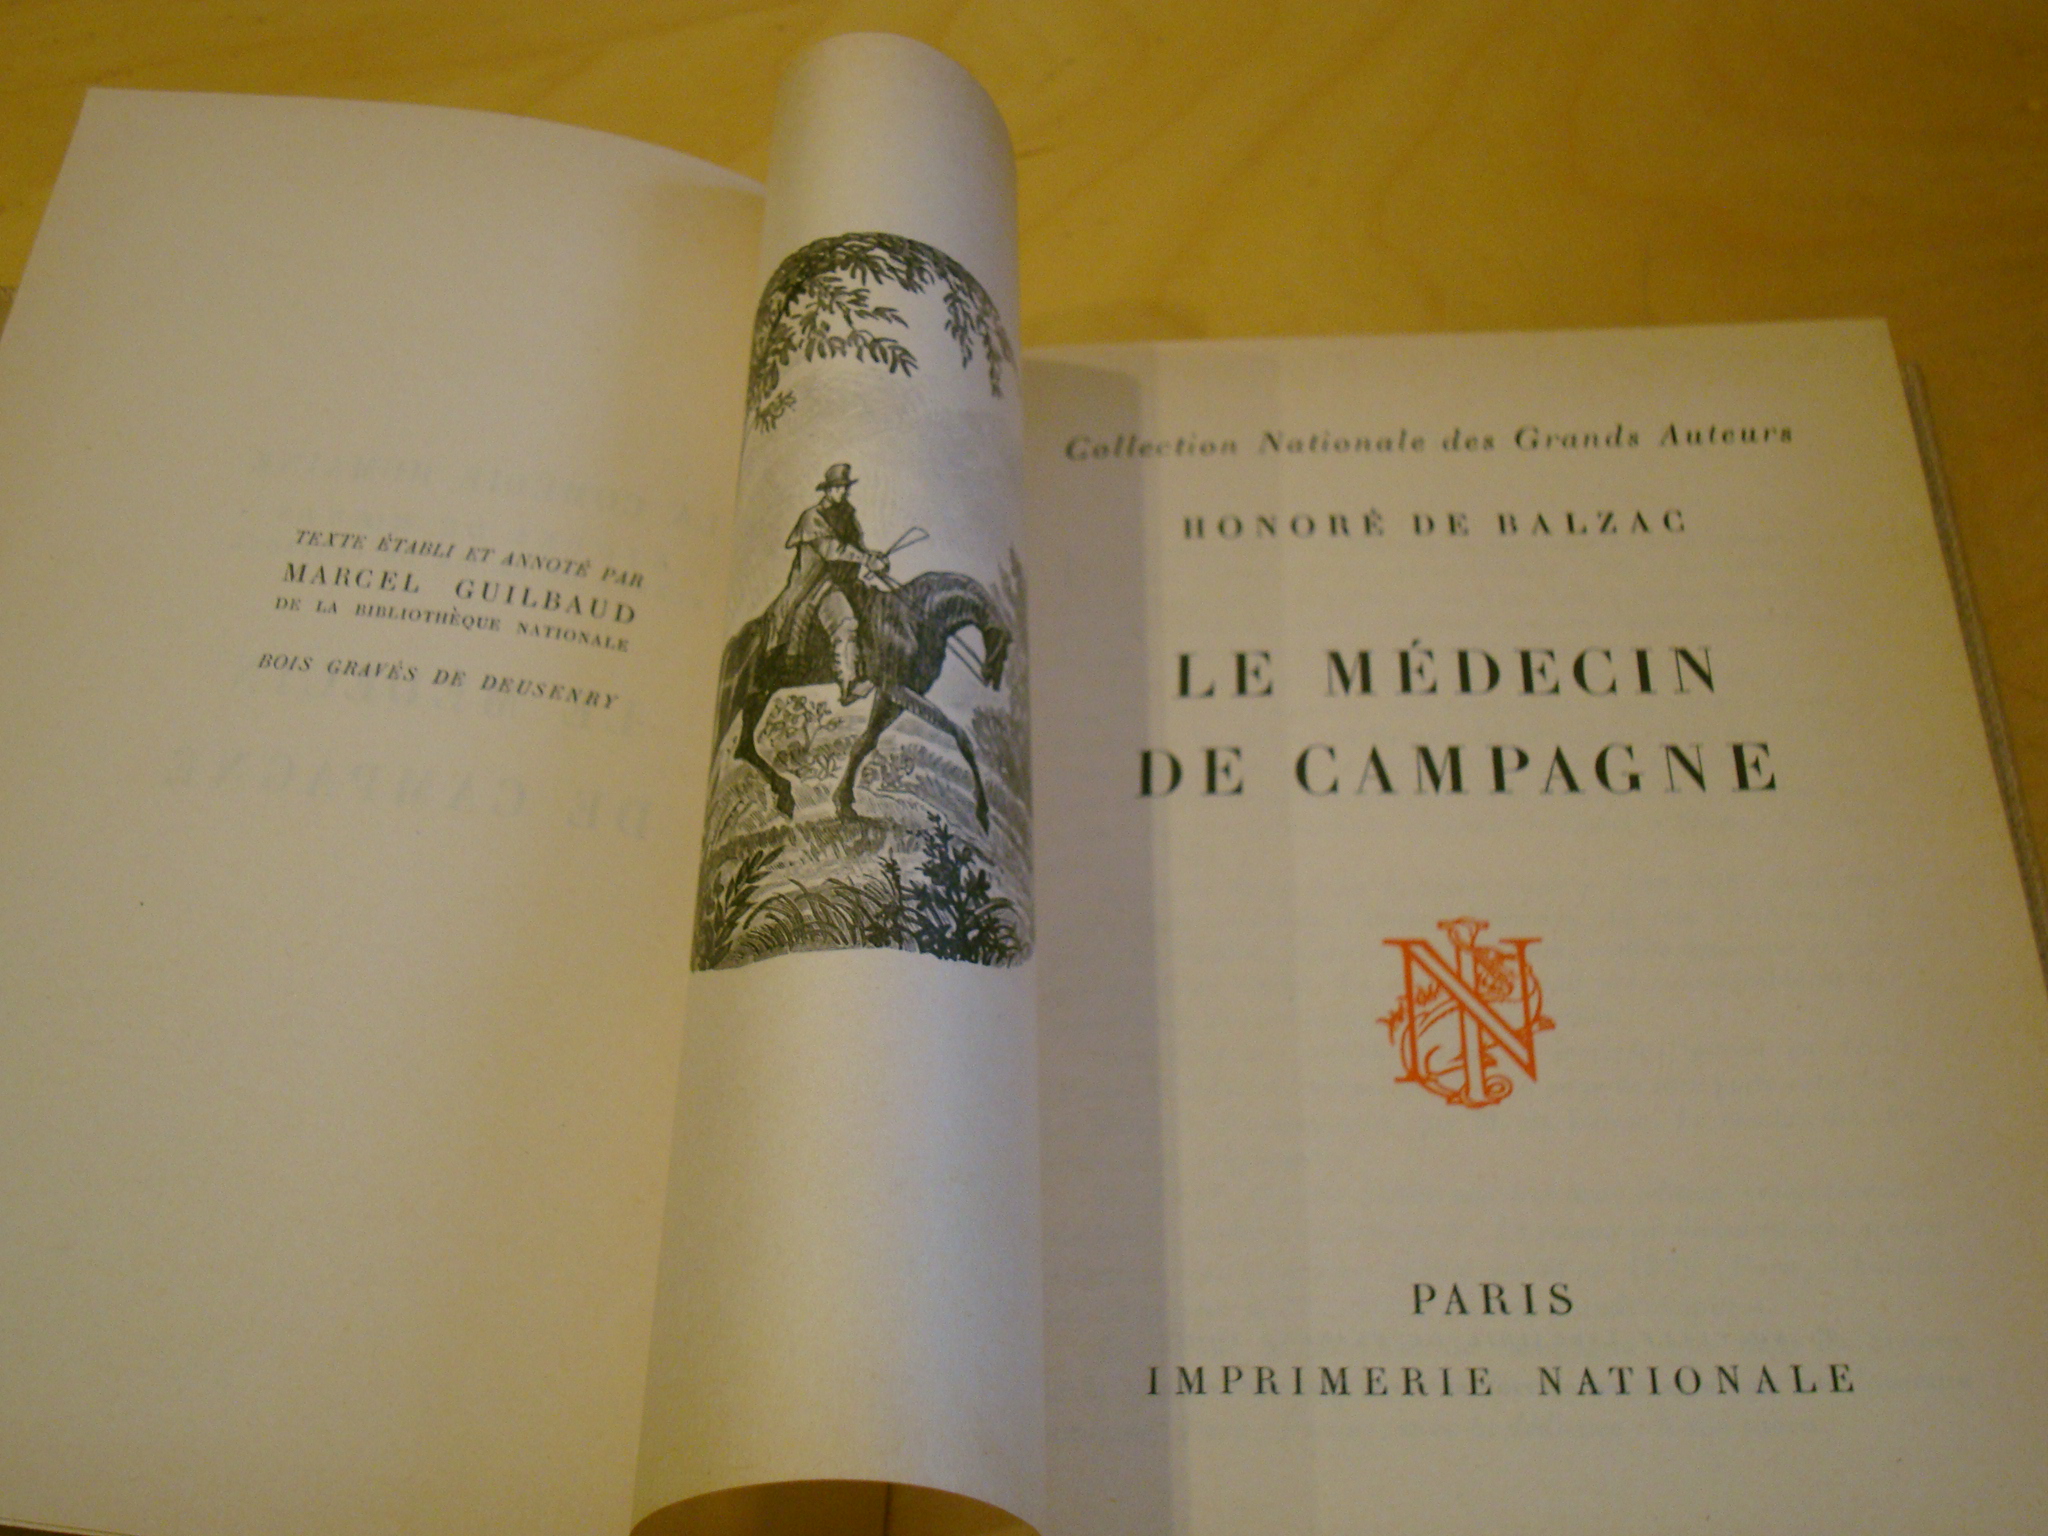 TEXTE ÉTABLI ET ANNOTÉ PAR
MARCEL GUILBAUD
DE LA BIBLIOTHÈQUE NATIONALE
BOIS GRAVÉS DE DEUSENRY
Collection Nationale des Grands Auteurs
HONORÉ DE BALZAC
LE MÉDECIN
DE CAMPAGNE
IN
PARIS
IMPRIMERIE NATIONALE